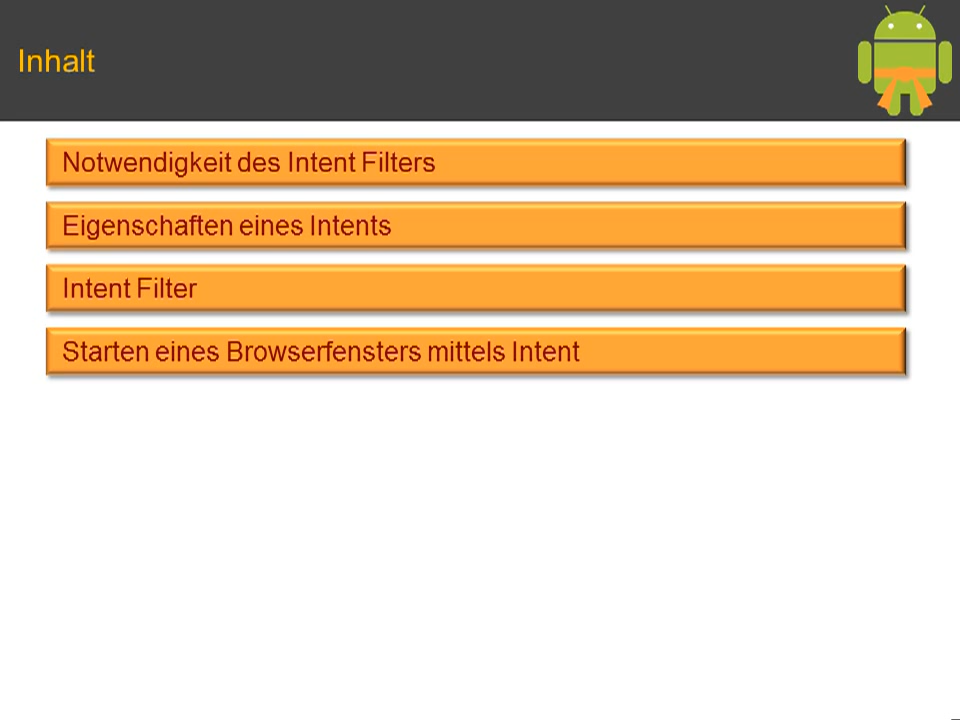 Inhalt
Notwendigkeit des Intent Filters
Eigenschaften eines Intents
Intent Filter
Starten eines Browserfensters mittels Intent